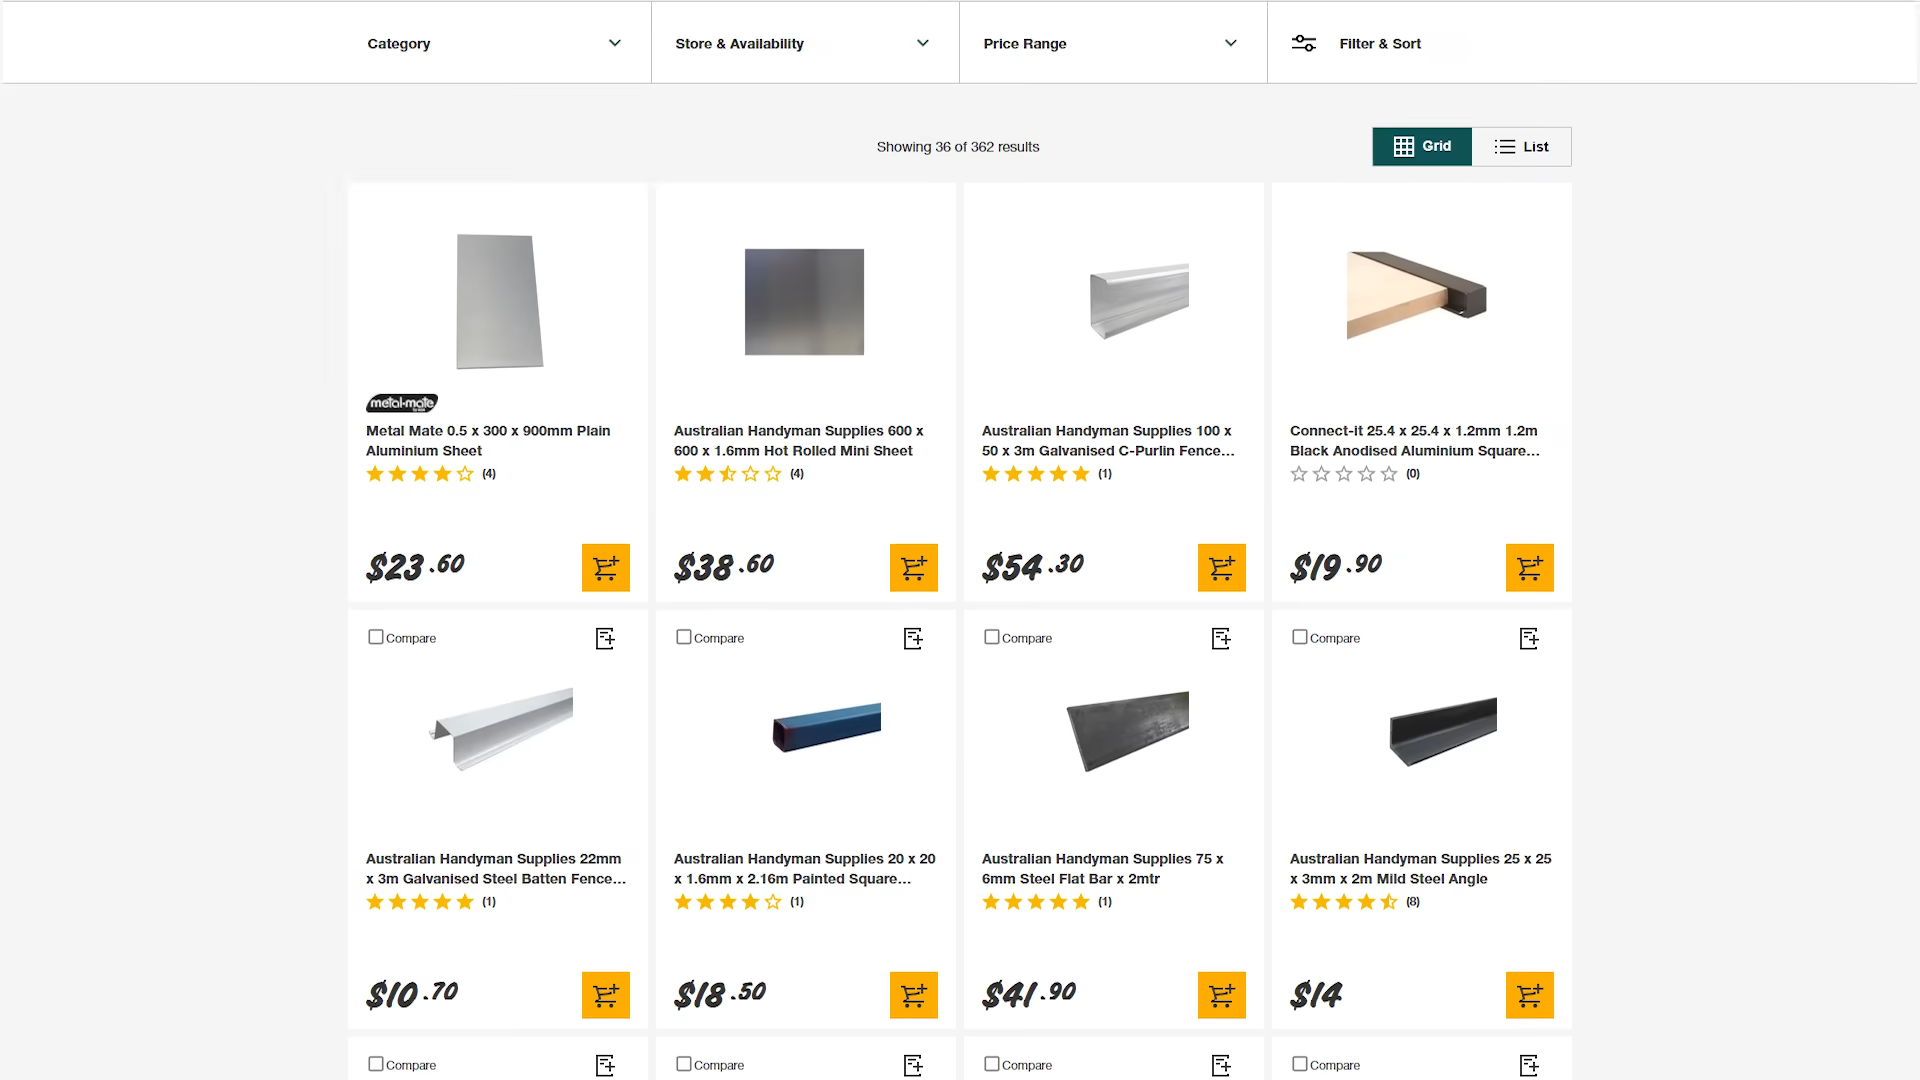 Category
Store & Availability
Price Range
Filter & Sort
Showing 36 of 362 results
Grid
List
metal-mate
Metal Mate 0.5 x 300 x 900mm Plain
Aluminium Sheet
(4)
$23.60
Australian Handyman Supplies 600 x
600 x 1.6mm Hot Rolled Mini Sheet
(4)
$38.60
Australian Handyman Supplies 100 x
50 x 3m Galvanised C-Purlin Fence...
(1)
$54.30
Connect-it 25.4 x 25.4 x 1.2mm 1.2m
Black Anodised Aluminium Square...
(0)
$19.90
Compare
Australian Handyman Supplies 22mm
x 3m Galvanised Steel Batten Fence...
(1)
$10.70
Compare
Australian Handyman Supplies 20 x 20
x 1.6mm x 2.16m Painted Square...
(1)
$18.50
Compare
Australian Handyman Supplies 75 x
6mm Steel Flat Bar x 2mtr
(1)
$41.90
Compare
Australian Handyman Supplies 25 x 25
x 3mm x 2m Mild Steel Angle
(8)
$14
Compare
Compare
Compare
Compare